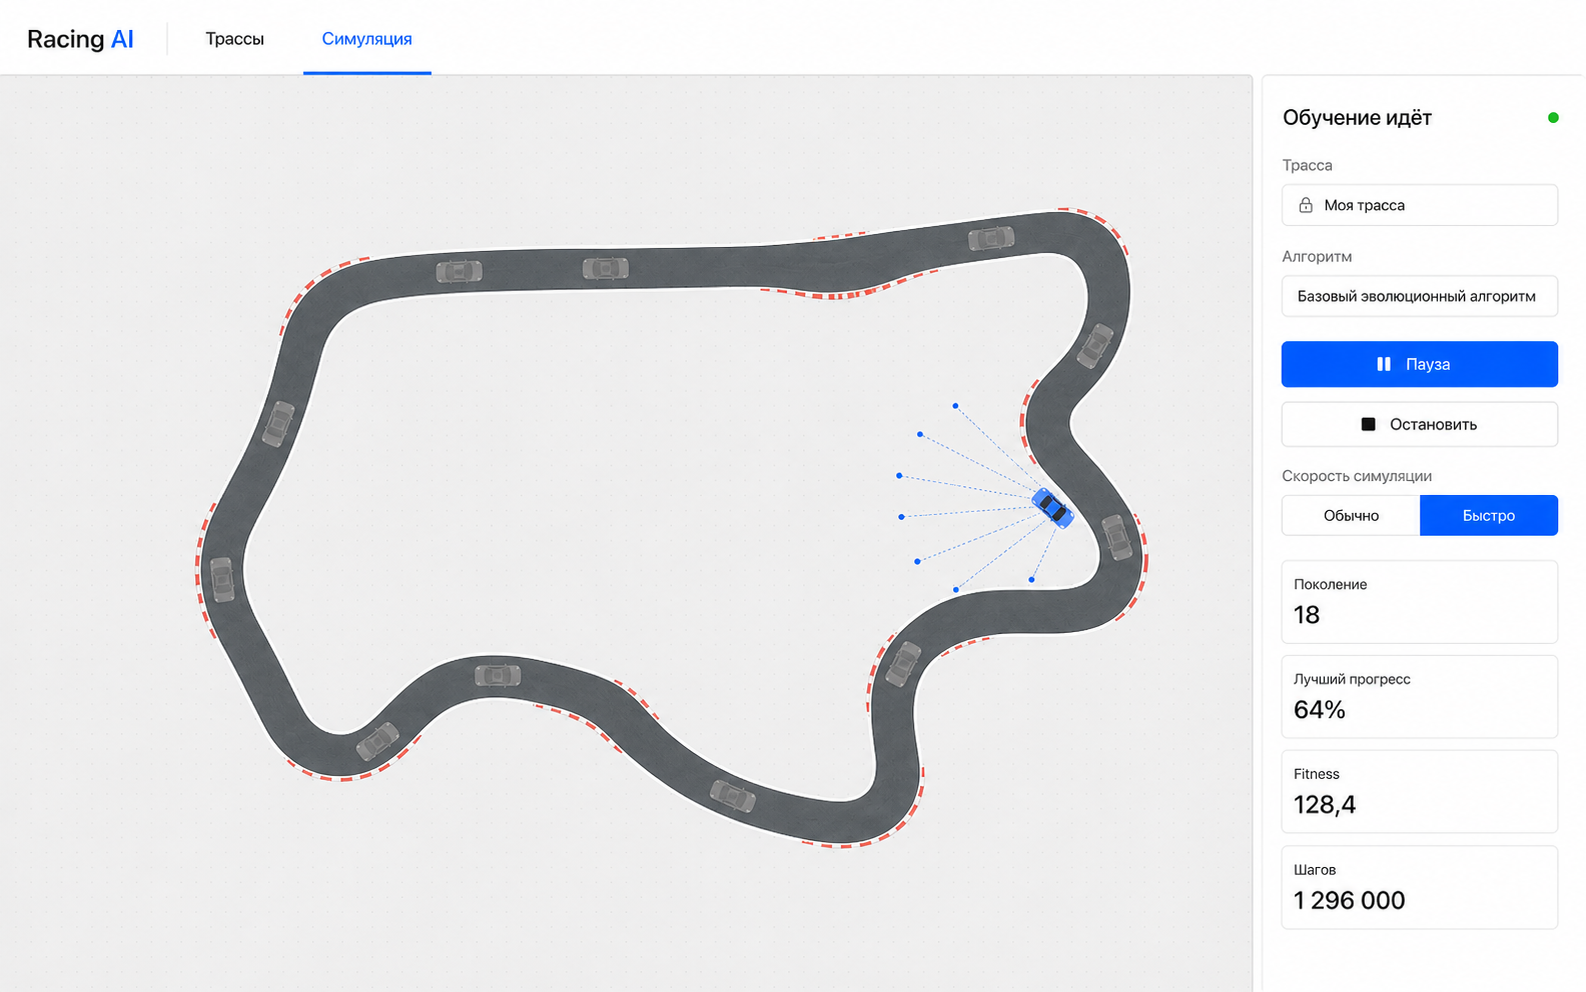 Racing AI
Трассы
Симуляция
Обучение идёт
Трасса
Моя трасса
Алгоритм
Базовый эволюционный алгоритм
Пауза
Остановить
Скорость симуляции
Обычно
Быстро
Поколение
18
Лучший прогресс
64%
Fitness
128,4
Шагов
1 296 000